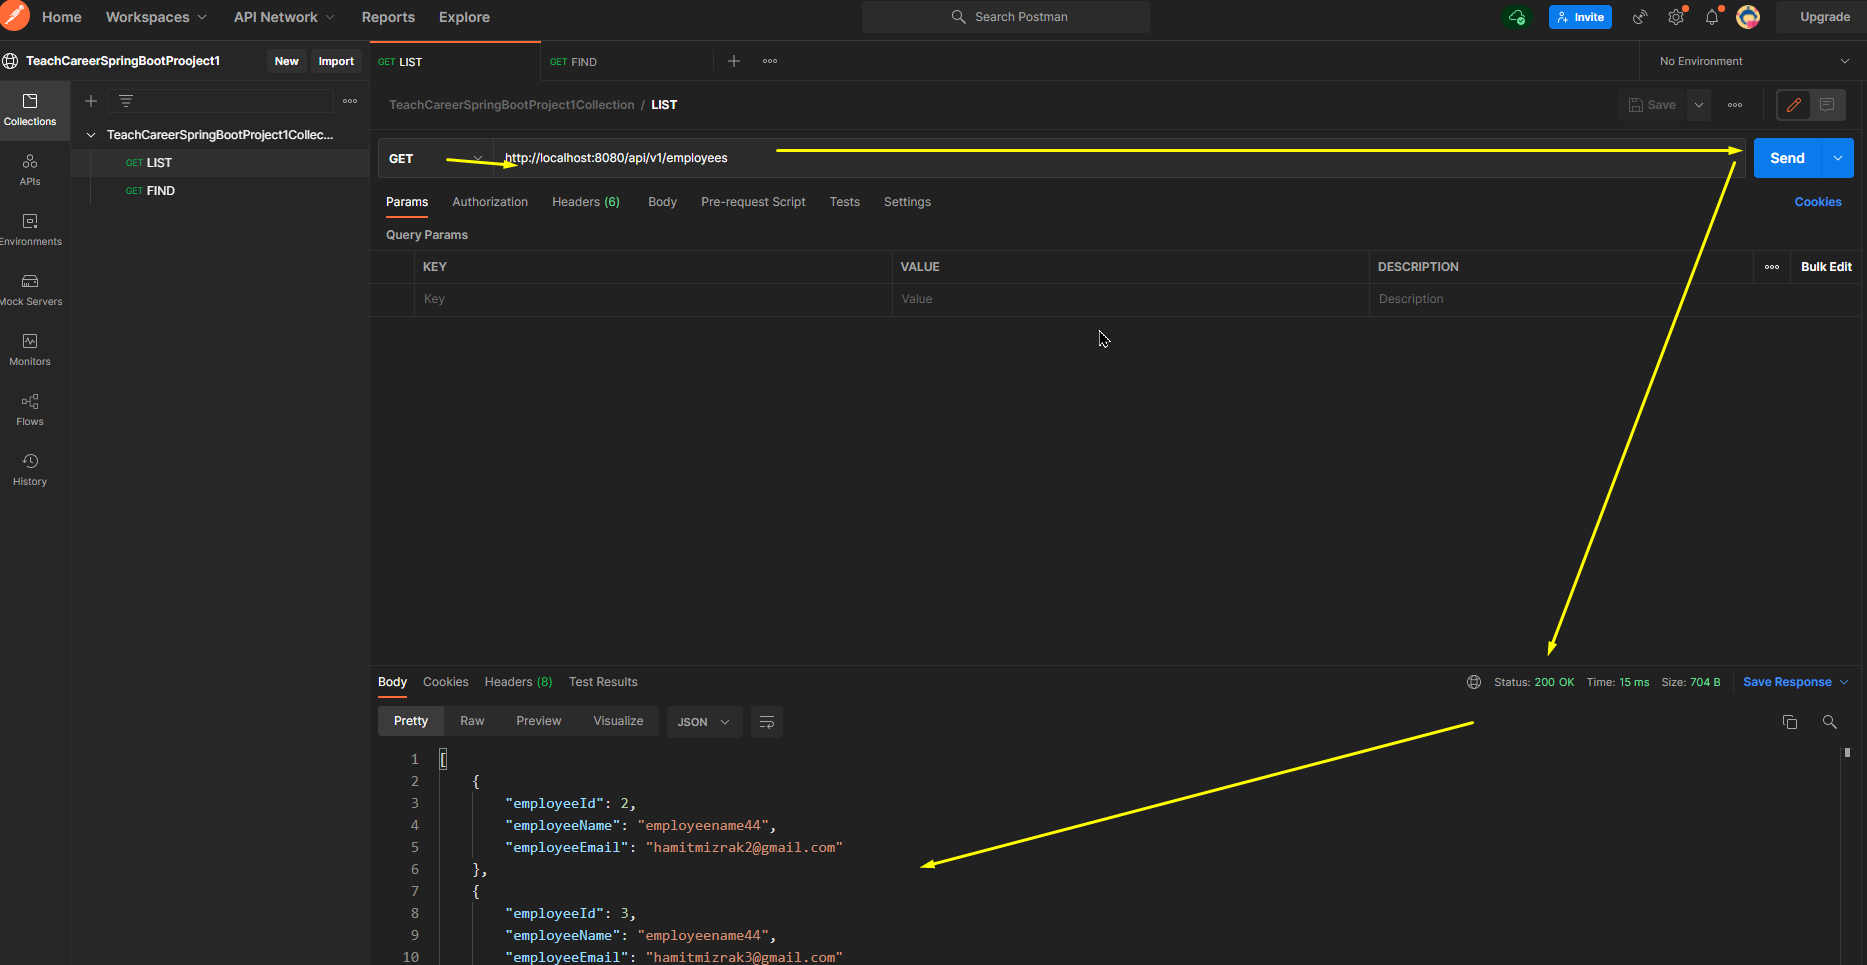 Home Workspaces API Network Reports Explore Search Postman Invite Upgrade
TeachCareerSpringBootProoject1 New Import GET LIST GET FIND No Environment
Collections
TeachCareerSpringBootProject1Collection / LIST Save
TeachCareerSpringBootProject1Collec...
GET LIST
GET FIND
APIs
Environments
Mock Servers
Monitors
Flows
History
GET http://localhost:8080/api/v1/employees Send
Params Authorization Headers (6) Body Pre-request Script Tests Settings Cookies
Query Params
KEY VALUE DESCRIPTION Bulk Edit
Key Value Description
Body Cookies Headers (8) Test Results Status: 200 OK Time: 15 ms Size: 704 B Save Response
Pretty Raw Preview Visualize JSON
1 [
2 {
3 "employeeId": 2,
4 "employeeName": "employeename44",
5 "employeeEmail": "hamitmizrak2@gmail.com"
6 },
7 {
8 "employeeId": 3,
9 "employeeName": "employeename44",
10 "employeeEmail": "hamitmizrak3@gmail.com"